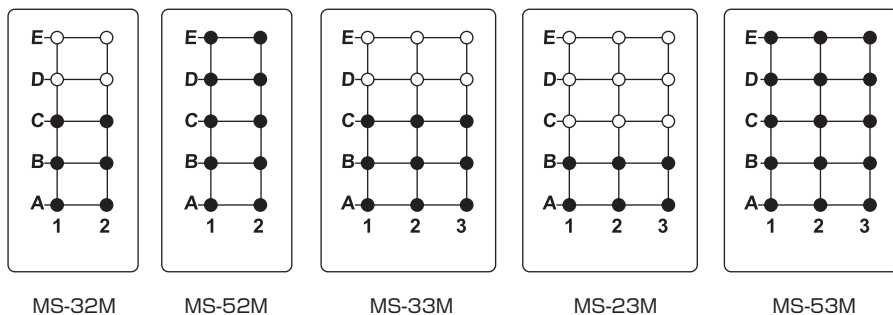 E E E E E
D D D D D
C C C C C
B B B B B
A A A A A
1 2 1 2 1 2 3 1 2 3 1 2 3
MS-32M MS-52M MS-33M MS-23M MS-53M